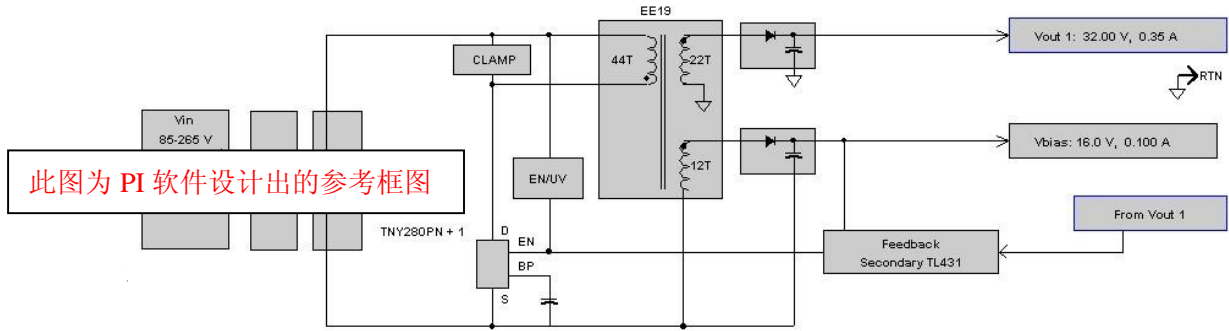 EE19
Vout 1: 32.00 V, 0.35 A
CLAMP
44T
22T
RTN
Vin
85-265 V
Vbias: 16.0 V, 0.100 A
此图为 PI 软件设计出的参考框图
EN/UV
12T
TNY280PN + 1
D
EN
BP
S
From Vout 1
Feedback
Secondary TL431